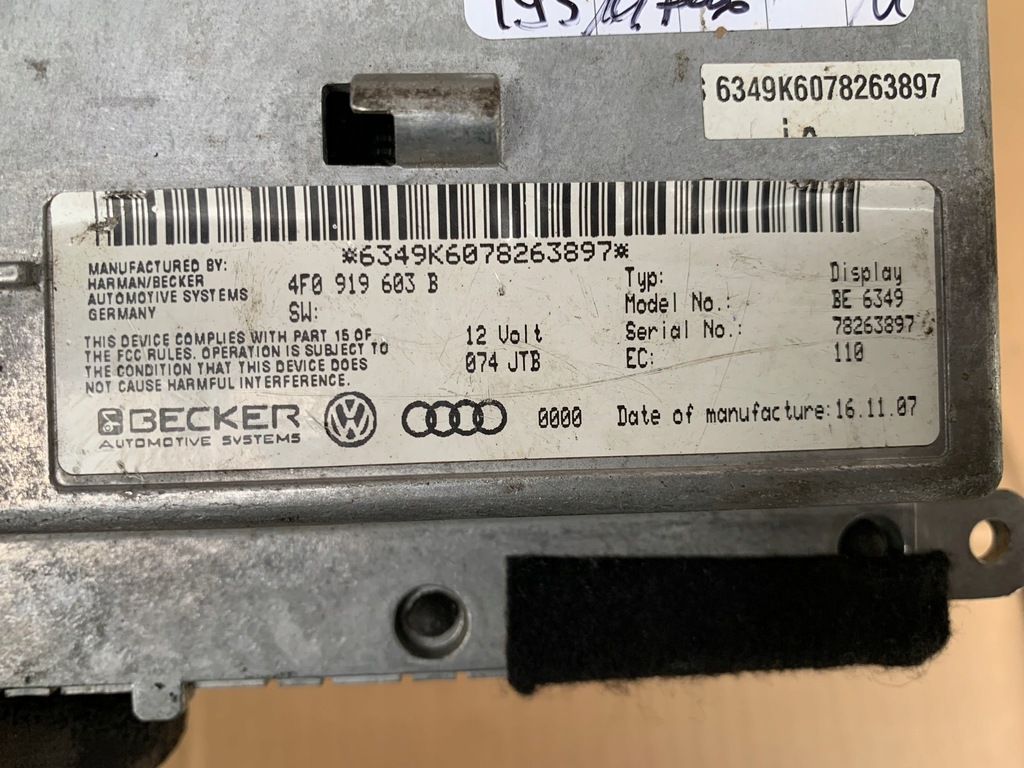 6349K6078263897
*6349K6078263897*
MANUFACTURED BY:
HARMAN/BECKER
AUTOMOTIVE SYSTEMS
GERMANY
4F0 919 603 B
SW:
Typ: Display
Model No.: BE 6349
Serial No.: 78263897
EC: 110
THIS DEVICE COMPLIES WITH PART 15 OF
THE FCC RULES. OPERATION IS SUBJECT TO
THE CONDITION THAT THIS DEVICE DOES
NOT CAUSE HARMFUL INTERFERENCE.
12 Volt
074 JTB
BECKER
AUTOMOTIVE SYSTEMS
VW
0000
Date of manufacture: 16.11.07